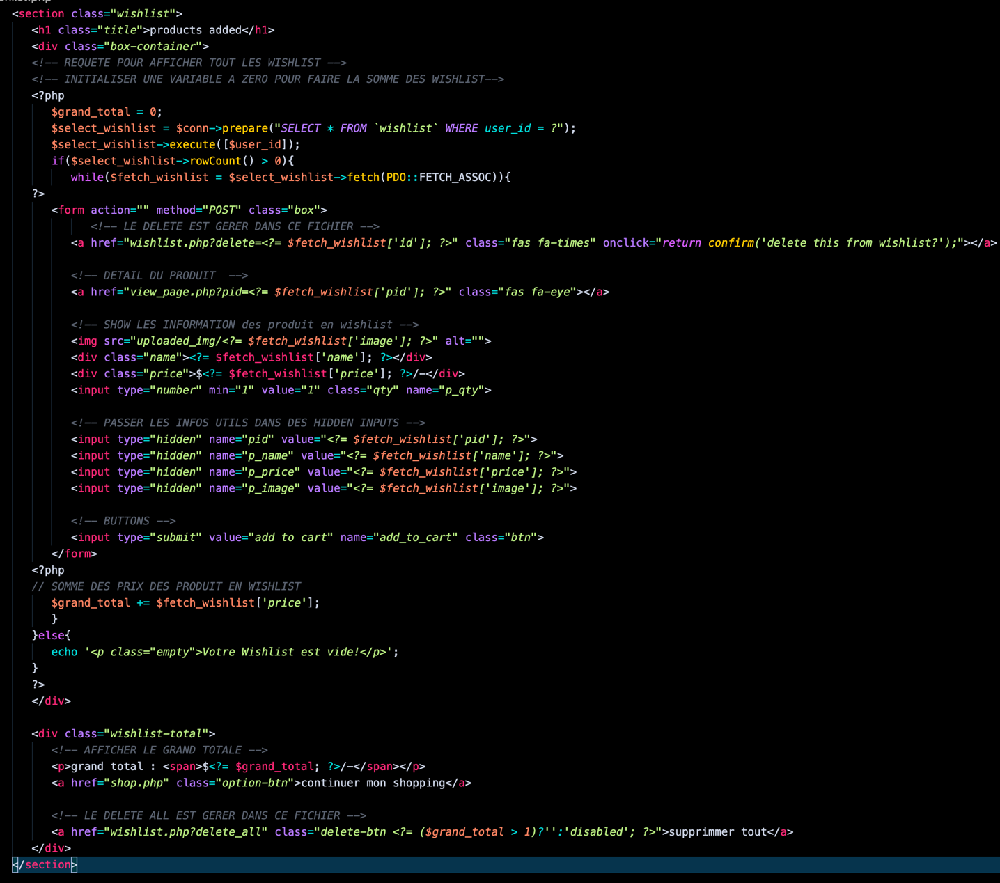 <section class="wishlist">
<h1 class="title">products added</h1>
<div class="box-container">
<!-- REQUETE POUR AFFICHER TOUT LES WISHLIST -->
<!-- INITIALISER UNE VARIABLE A ZERO POUR FAIRE LA SOMME DES WISHLIST-->
<?php
$grand_total = 0;
$select_wishlist = $conn->prepare("SELECT * FROM `wishlist` WHERE user_id = ?");
$select_wishlist->execute([$user_id]);
if($select_wishlist->rowCount() > 0){
while($fetch_wishlist = $select_wishlist->fetch(PDO::FETCH_ASSOC)){
?>
<form action="" method="POST" class="box">
<!-- LE DELETE EST GERER DANS CE FICHIER -->
<a href="wishlist.php?delete=<?= $fetch_wishlist['id']; ?>" class="fas fa-times" onclick="return confirm('delete this from wishlist?');"></a>
<!-- DETAIL DU PRODUIT  -->
<a href="view_page.php?pid=<?= $fetch_wishlist['pid']; ?>" class="fas fa-eye"></a>
<!-- SHOW LES INFORMATION des produit en wishlist -->
<img src="uploaded_img/<?= $fetch_wishlist['image']; ?>" alt="">
<div class="name"><?= $fetch_wishlist['name']; ?></div>
<div class="price">$<?= $fetch_wishlist['price']; ?>/-</div>
<input type="number" min="1" value="1" class="qty" name="p_qty">
<!-- PASSER LES INFOS UTILS DANS DES HIDDEN INPUTS -->
<input type="hidden" name="pid" value="<?= $fetch_wishlist['pid']; ?>">
<input type="hidden" name="p_name" value="<?= $fetch_wishlist['name']; ?>">
<input type="hidden" name="p_price" value="<?= $fetch_wishlist['price']; ?>">
<input type="hidden" name="p_image" value="<?= $fetch_wishlist['image']; ?>">
<!-- BUTTONS -->
<input type="submit" value="add to cart" name="add_to_cart" class="btn">
</form>
<?php
// SOMME DES PRIX DES PRODUIT EN WISHLIST
$grand_total += $fetch_wishlist['price'];
}
}else{
echo '<p class="empty">Votre Wishlist est vide!</p>';
}
?>
</div>
<div class="wishlist-total">
<!-- AFFICHER LE GRAND TOTALE -->
<p>grand total : <span>$<?= $grand_total; ?>/-</span></p>
<a href="shop.php" class="option-btn">continuer mon shopping</a>
<!-- LE DELETE ALL EST GERER DANS CE FICHIER -->
<a href="wishlist.php?delete_all" class="delete-btn <?= ($grand_total > 1)?'':'disabled'; ?>">supprimmer tout</a>
</div>
</section>